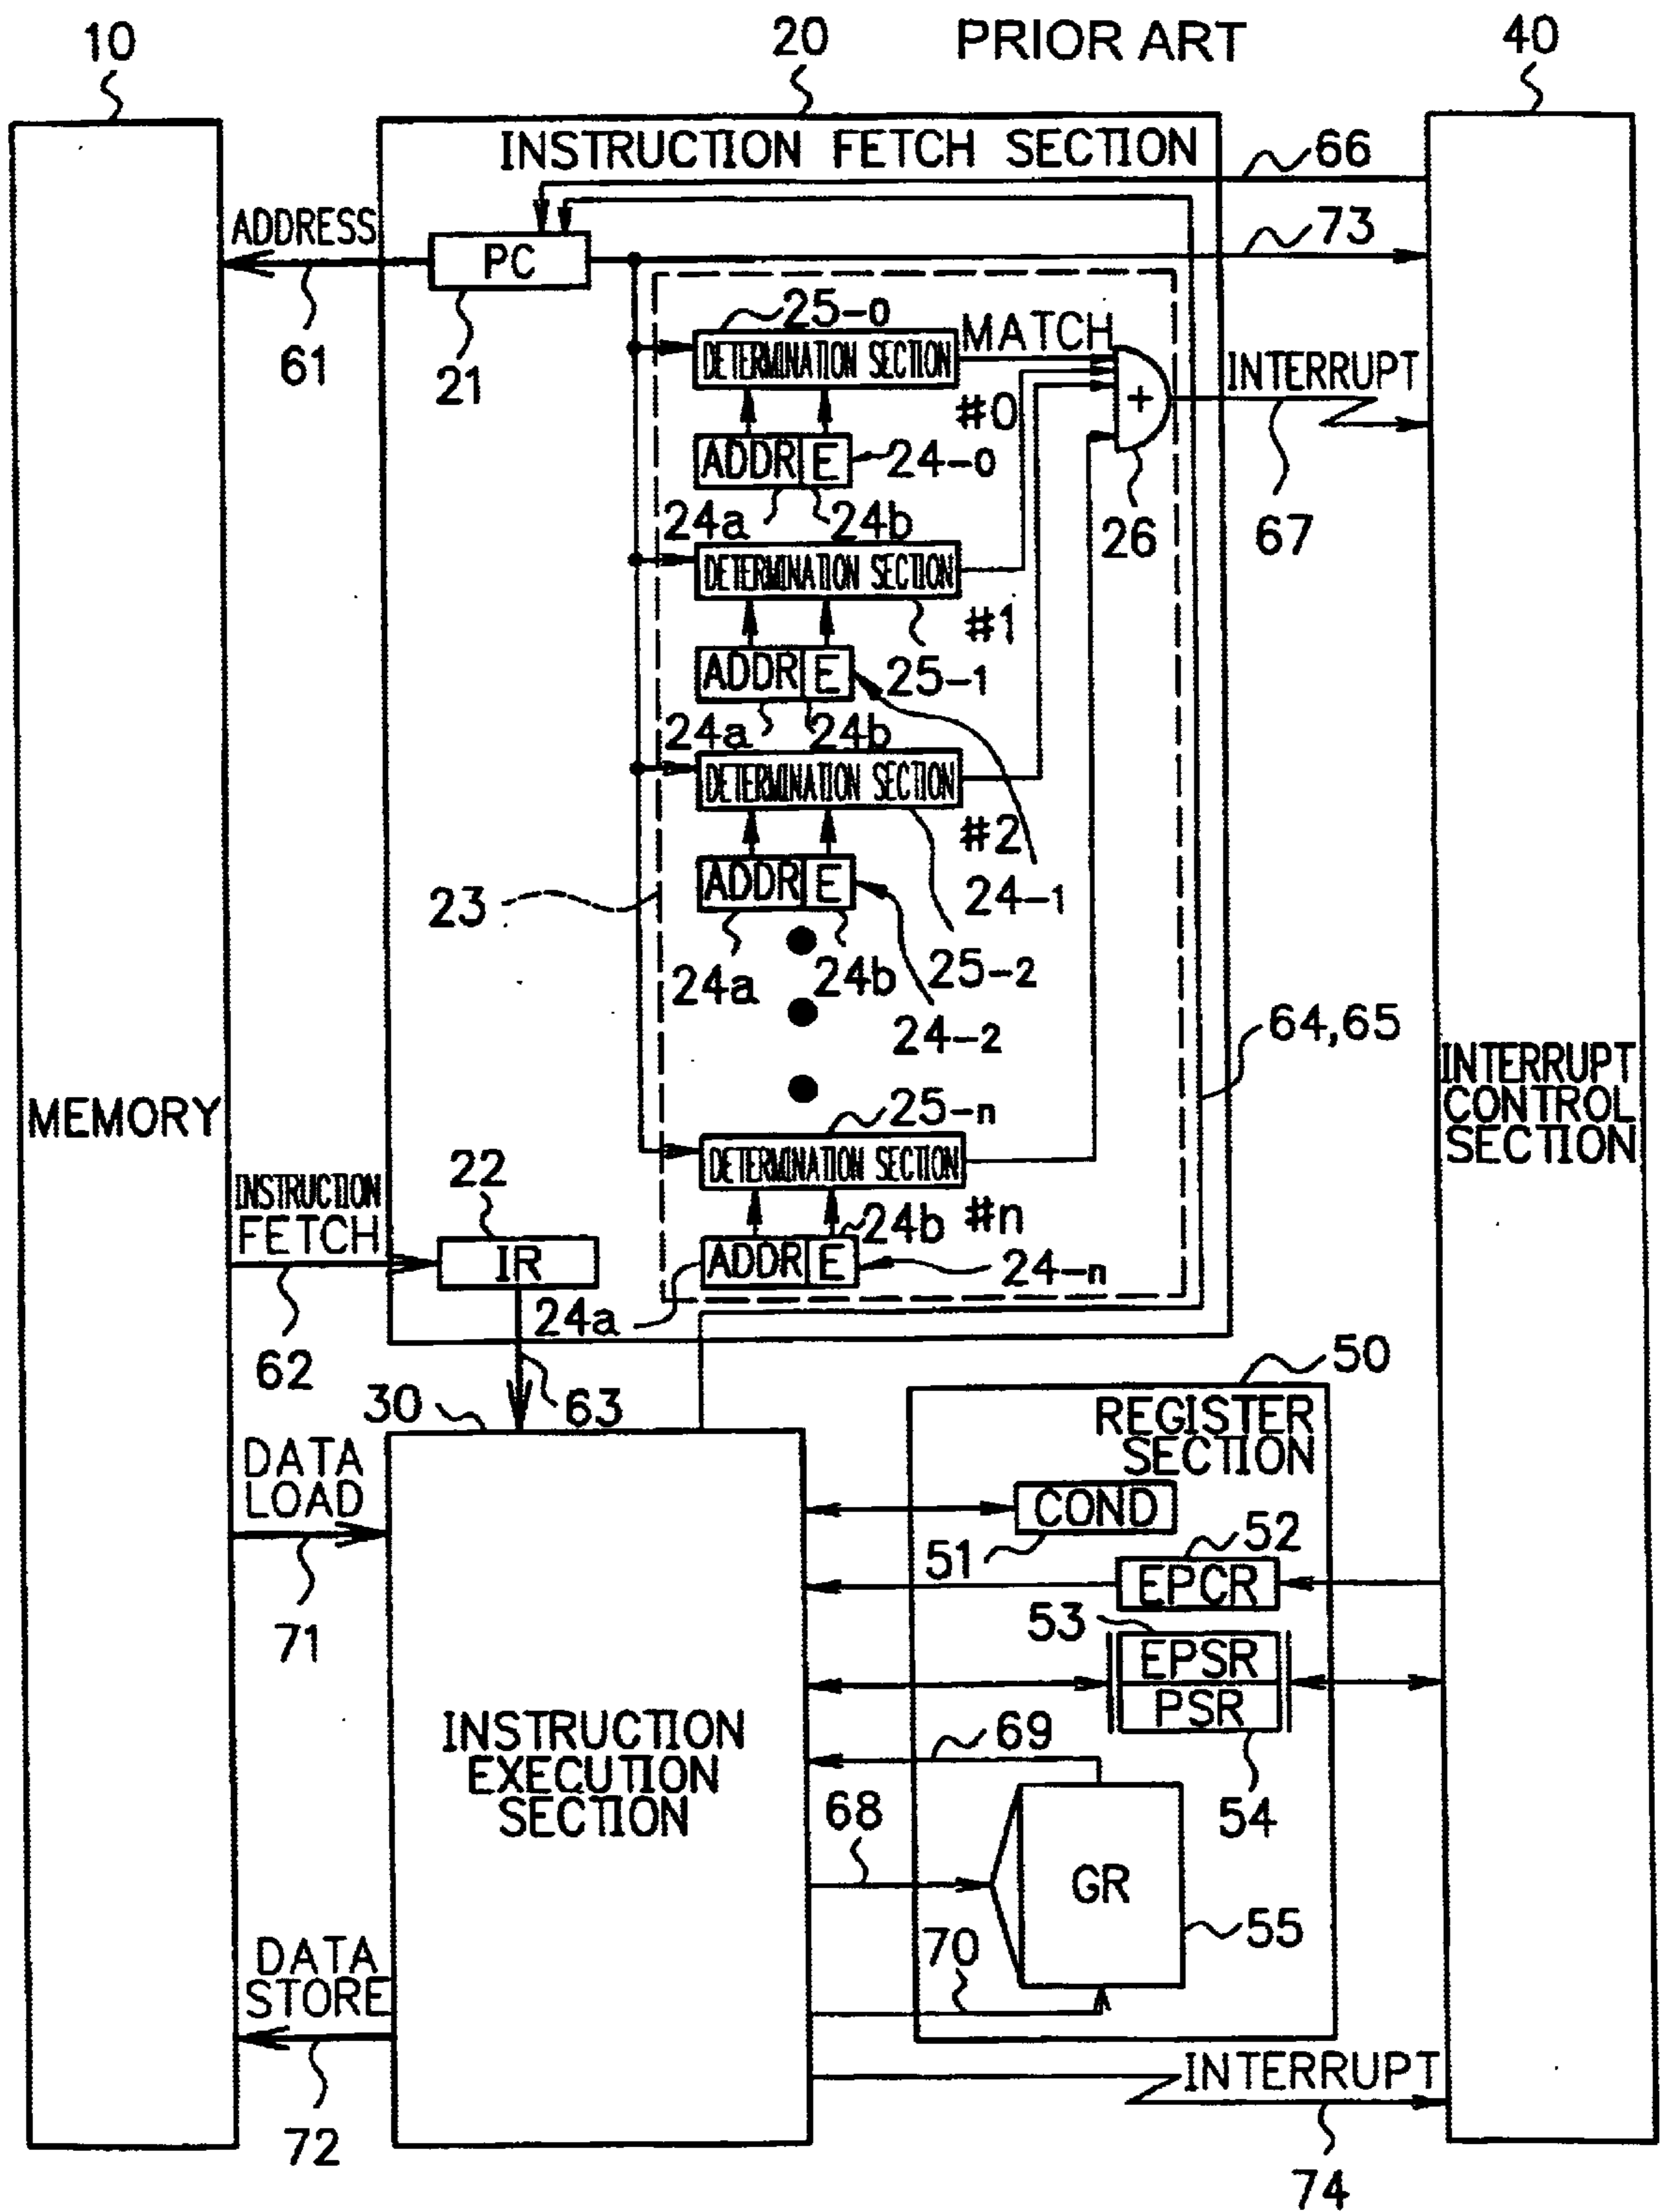 10
20
PRIOR ART
40
INSTRUCTION FETCH SECTION
66
ADDRESS
PC
73
61
21
25-0
MATCH
DETERMINATION SECTION
INTERRUPT
#0
+
ADDR E
24-0
24a
24b
26
67
DETERMINATION SECTION
#1
ADDR E
25-1
24a
24b
DETERMINATION SECTION
#2
ADDR E
24-1
23
24a
24b
25-2
24-2
64,65
INTERRUPT
CONTROL
SECTION
MEMORY
25-n
22
DETERMINATION SECTION
INSTRUCTION
FETCH
24b
#n
IR
ADDR E
24-n
62
24a
50
30
63
REGISTER
SECTION
DATA
LOAD
COND
51
52
EPCR
71
53
EPSR
PSR
INSTRUCTION
EXECUTION
SECTION
69
54
68
GR
55
70
DATA
STORE
INTERRUPT
72
74